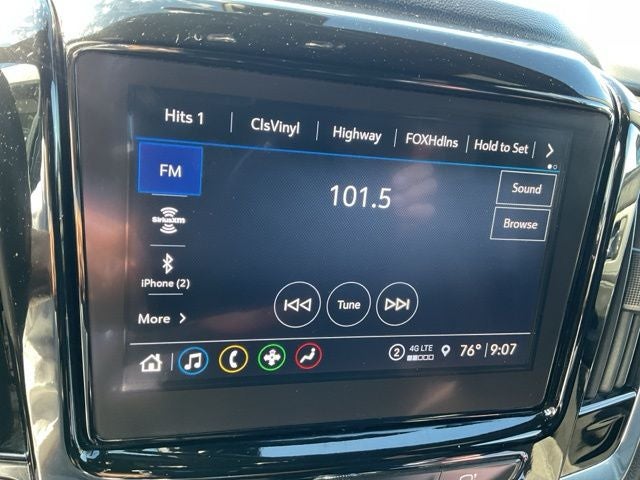 Hits 1 ClsVinyl Highway FOXHdlns Hold to Set >
FM
101.5
Sound
SiriusXM
Browse
iPhone (2)
Tune
More >
2 4G LTE 76° 9:07